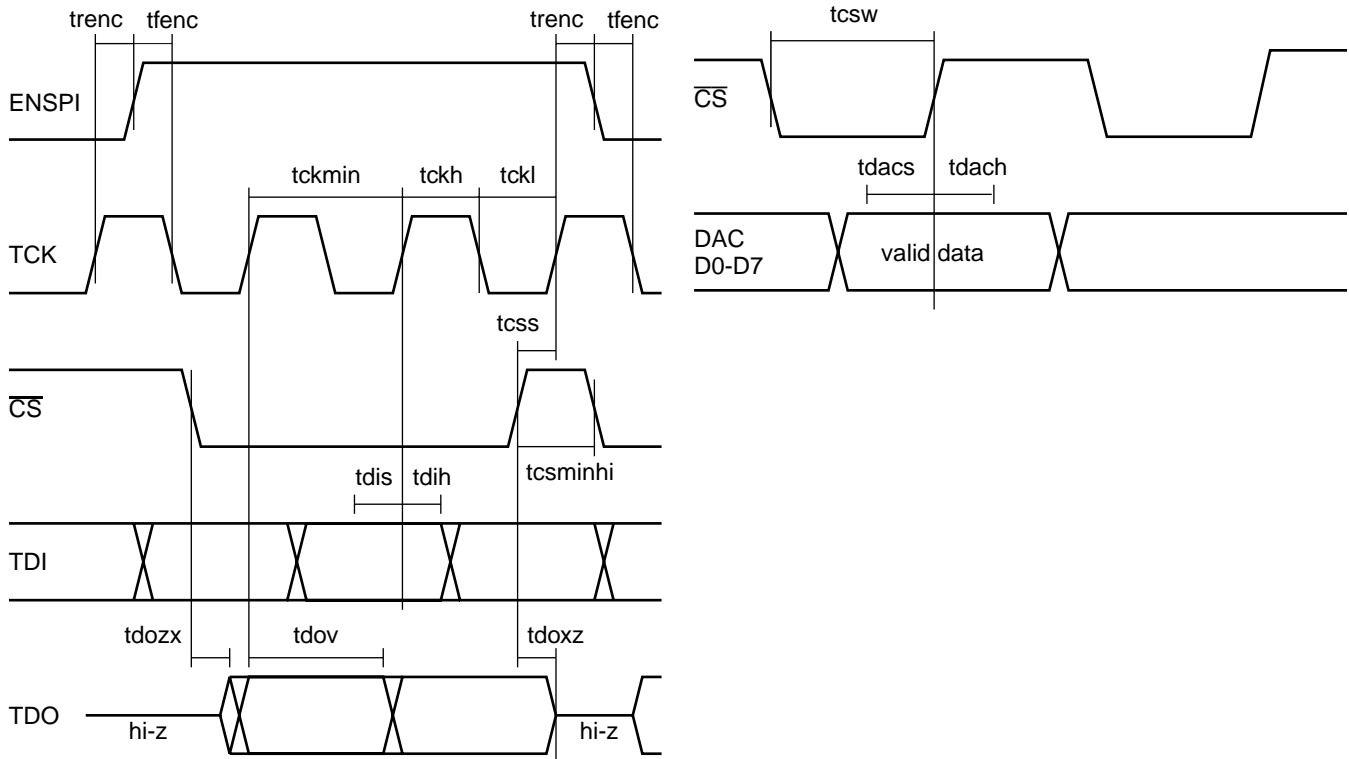 trenc tfenc trenc tfenc
ENSPI
tckmin tckh tckl
TCK
tcss
CS
tdis tdih tcsminhi
TDI
tdozx tdov tdoxz
TDO
hi-z hi-z
tcsw
CS
tdacs tdach
DAC
D0-D7
valid data